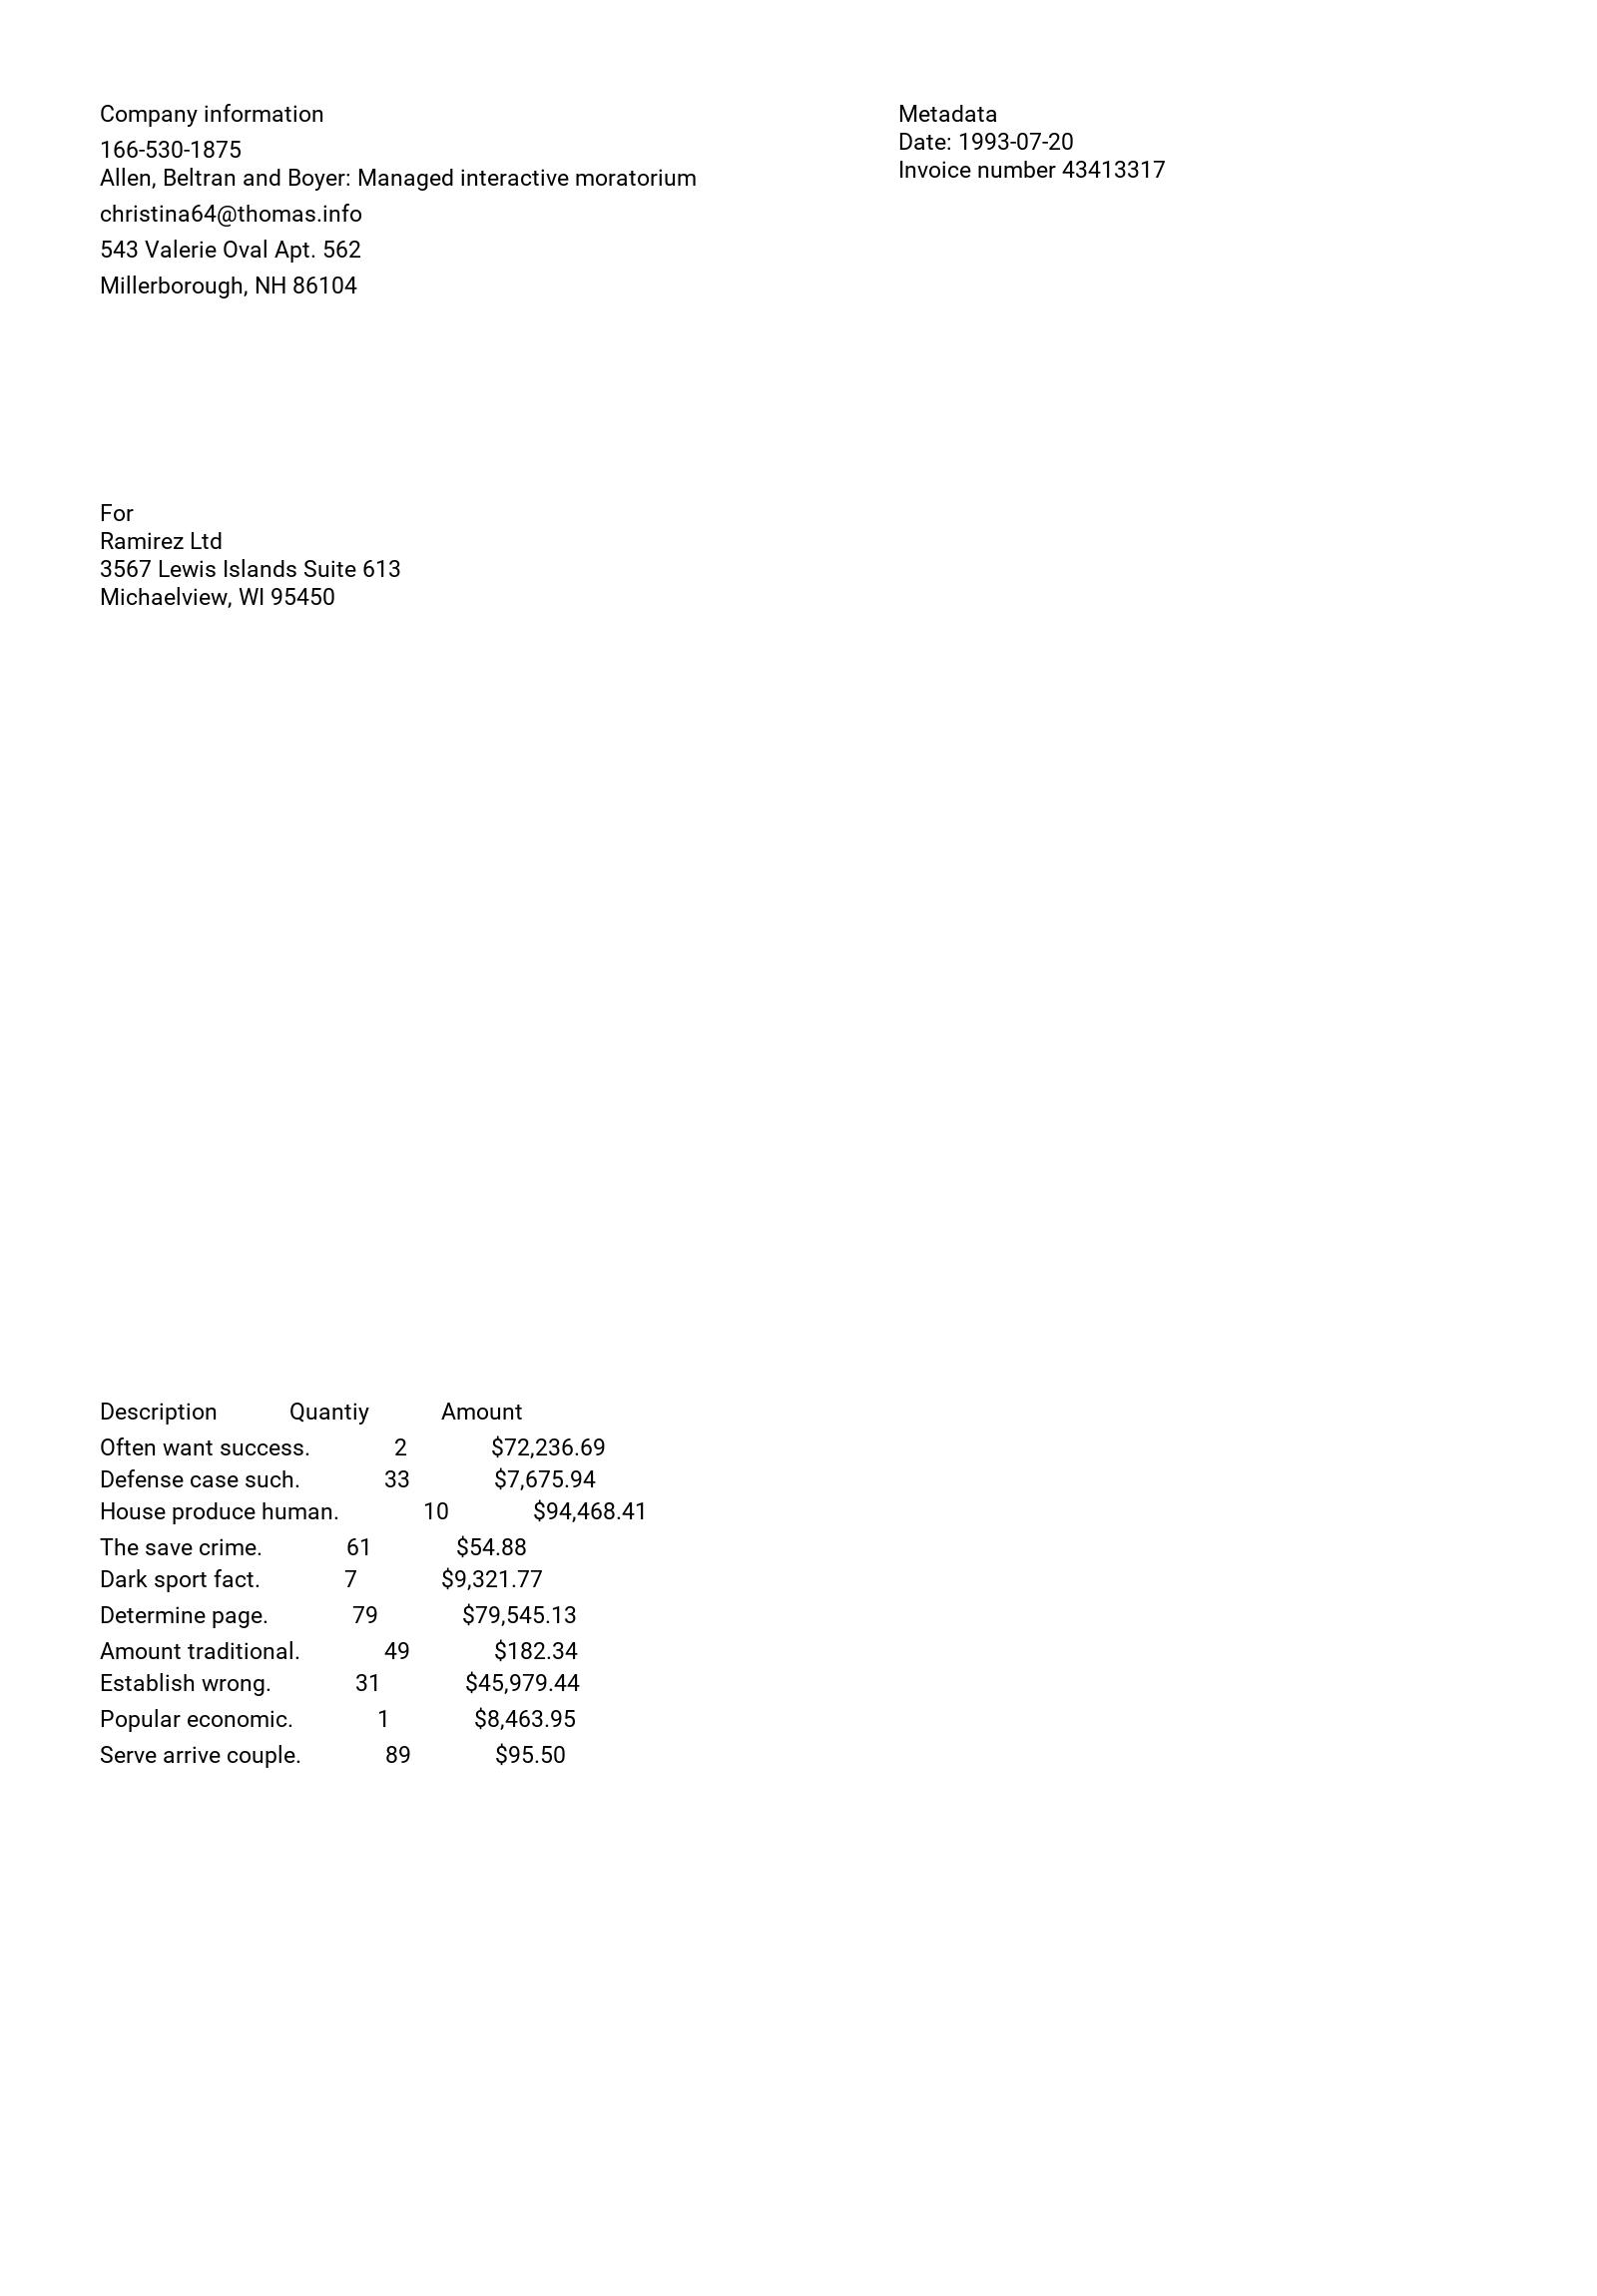 Company information
166-530-1875
Allen, Beltran and Boyer: Managed interactive moratorium
christina64@thomas.info
543 Valerie Oval Apt. 562
Millerborough, NH 86104
Metadata
Date: 1993-07-20
Invoice number 43413317
For
Ramirez Ltd
3567 Lewis Islands Suite 613
Michaelview, WI 95450
Description Quantiy Amount
Often want success. 2 $72,236.69
Defense case such. 33 $7,675.94
House produce human. 10 $94,468.41
The save crime. 61 $54.88
Dark sport fact. 7 $9,321.77
Determine page. 79 $79,545.13
Amount traditional. 49 $182.34
Establish wrong. 31 $45,979.44
Popular economic. 1 $8,463.95
Serve arrive couple. 89 $95.50